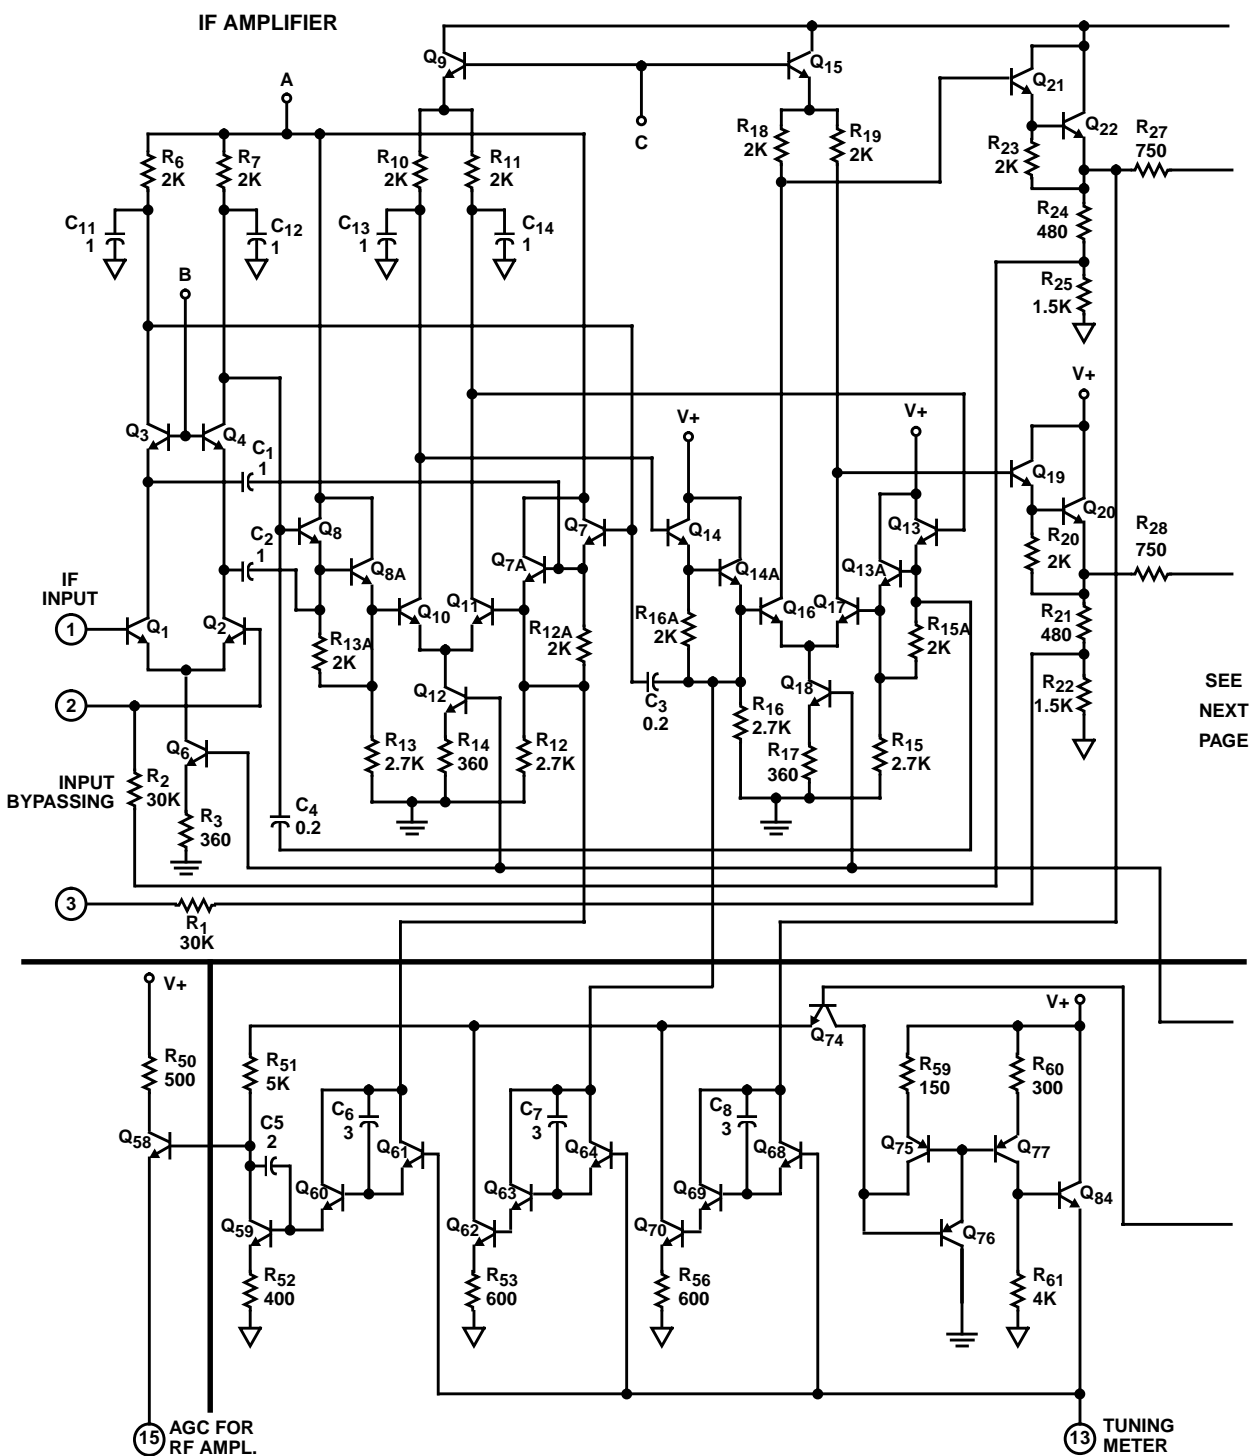 IF AMPLIFIER
A
B
C
Q9
Q15
Q21
Q22
R6
2K
R7
2K
R10
2K
R11
2K
R18
2K
R19
2K
R23
2K
R27
750
C11
1
C12
1
C13
1
C14
1
R24
480
R25
1.5K
V+
V+
V+
Q3
Q4
C1
1
C2
1
Q8
Q8A
Q7
Q7A
Q14
Q14A
Q13
Q13A
Q19
Q20
R20
2K
R28
750
IF
INPUT
1
Q1
Q2
Q10
Q11
Q16
Q17
R13A
2K
R12A
2K
R16A
2K
R15A
2K
R21
480
R22
1.5K
2
Q6
Q12
Q18
C3
0.2
R16
2.7K
R13
2.7K
R14
360
R12
2.7K
R17
360
R15
2.7K
INPUT
BYPASSING
R2
30K
R3
360
C4
0.2
3
R1
30K
SEE
NEXT
PAGE
V+
R50
500
R51
5K
C5
2
C6
3
C7
3
C8
3
Q74
V+
R59
150
R60
300
Q58
Q59
Q60
Q61
Q62
Q63
Q64
Q70
Q69
Q68
Q75
Q77
Q76
Q84
R52
400
R53
600
R56
600
R61
4K
15
AGC FOR
RF AMPL.
13
TUNING
METER